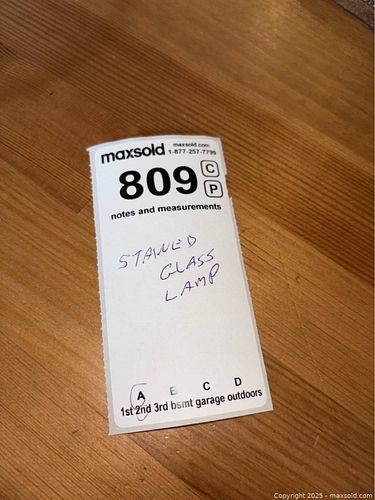 maxsold maxsold.com
1-877-257-7799
809 C
P
notes and measurements
STAINED
GLASS
LAMP
A B C D
1st 2nd 3rd bsmt garage outdoors
Copyright 2025 - maxsold.com